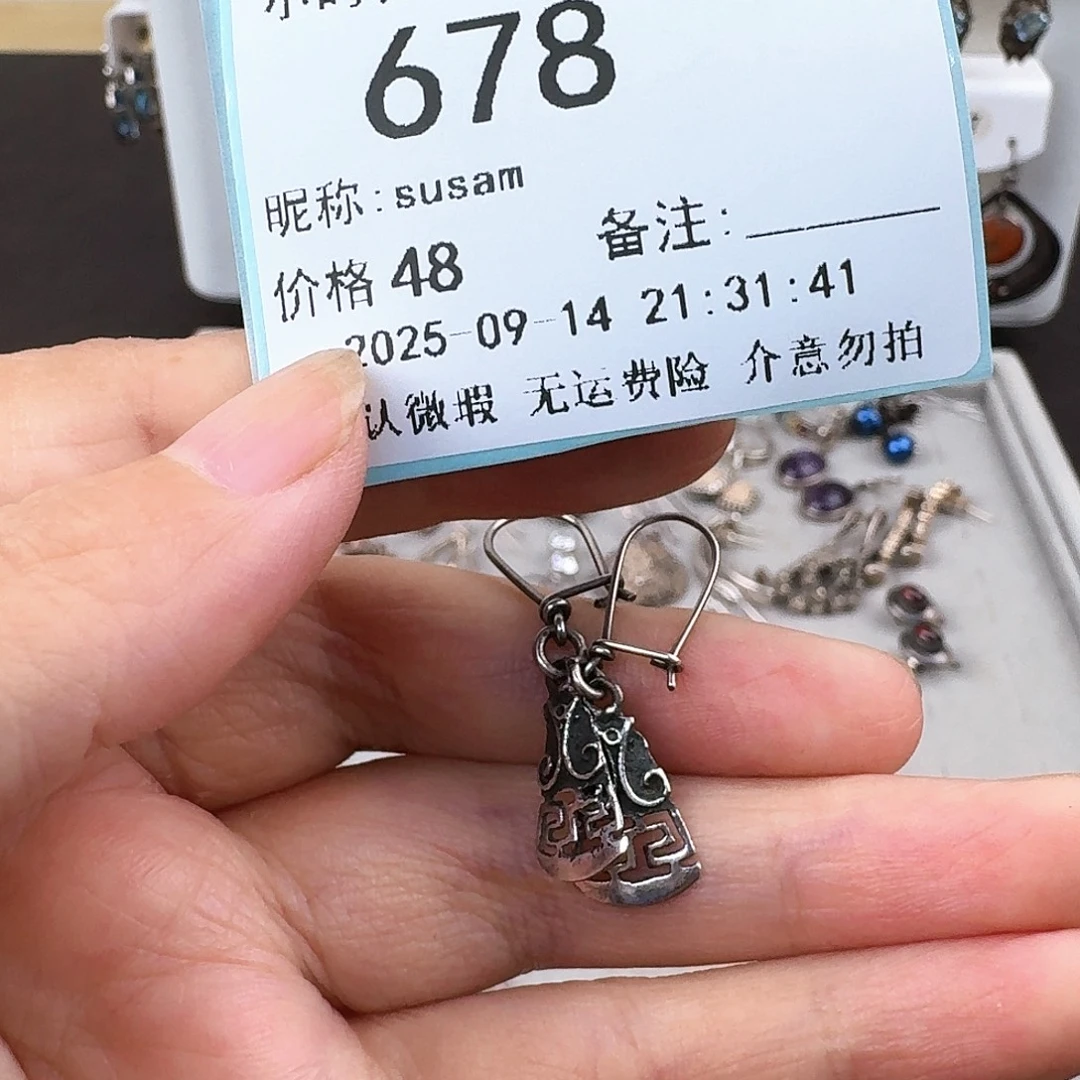 678
昵称:susam
价格 48
备注:
2025-09-14 21:31:41
认微瑕 无运费险 介意勿拍